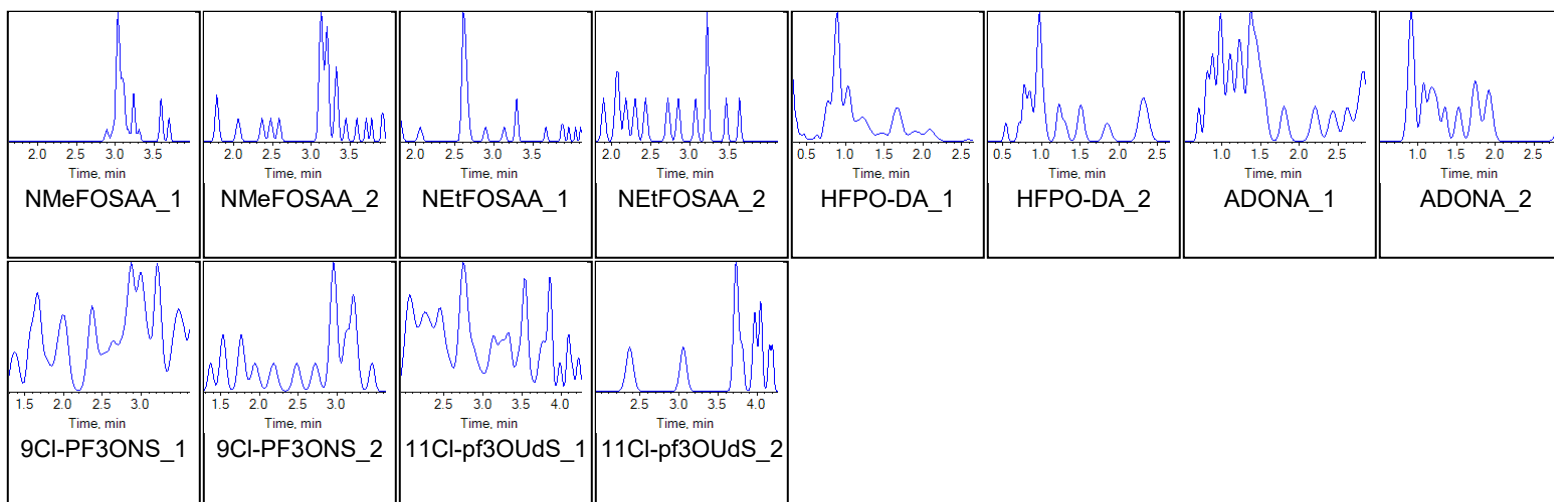 2.0 3.0 3.5 2.0 2.5 3.0 3.5 2.0 2.5 3.0 3.5 2.0 2.5 3.0 3.5 0.5 1.0 1.5 2.0 2.5 0.5 1.0 1.5 2.0 2.5 1.0 2.0 2.5 1.0 1.5 2.0 2.5
Time, min Time, min Time, min Time, min Time, min Time, min Time, min Time, min
NMeFOSAA_1 NMeFOSAA_2 NEtFOSAA_1 NEtFOSAA_2 HFPO-DA_1 HFPO-DA_2 ADONA_1 ADONA_2
1.5 2.0 2.5 3.0 1.5 2.0 2.5 3.0 2.5 3.0 3.5 4.0 2.5 3.0 3.5 4.0
Time, min Time, min Time, min Time, min
9Cl-PF3ONS_1 9Cl-PF3ONS_2 11Cl-pf3OUdS_1 11Cl-pf3OUdS_2